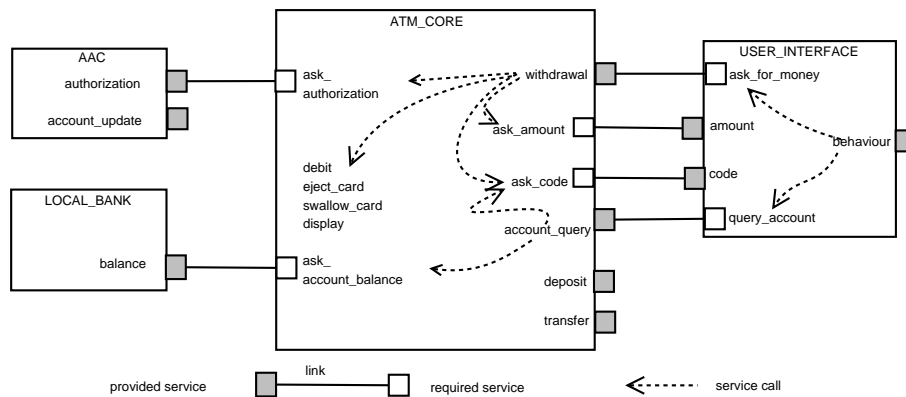 ATM_CORE
AAC
authorization
account_update
LOCAL_BANK
balance
ask_
authorization
debit
eject_card
swallow_card
display
ask_
account_balance
withdrawal
ask_amount
ask_code
account_query
deposit
transfer
USER_INTERFACE
ask_for_money
amount
behaviour
code
query_account
provided service
link
required service
service call